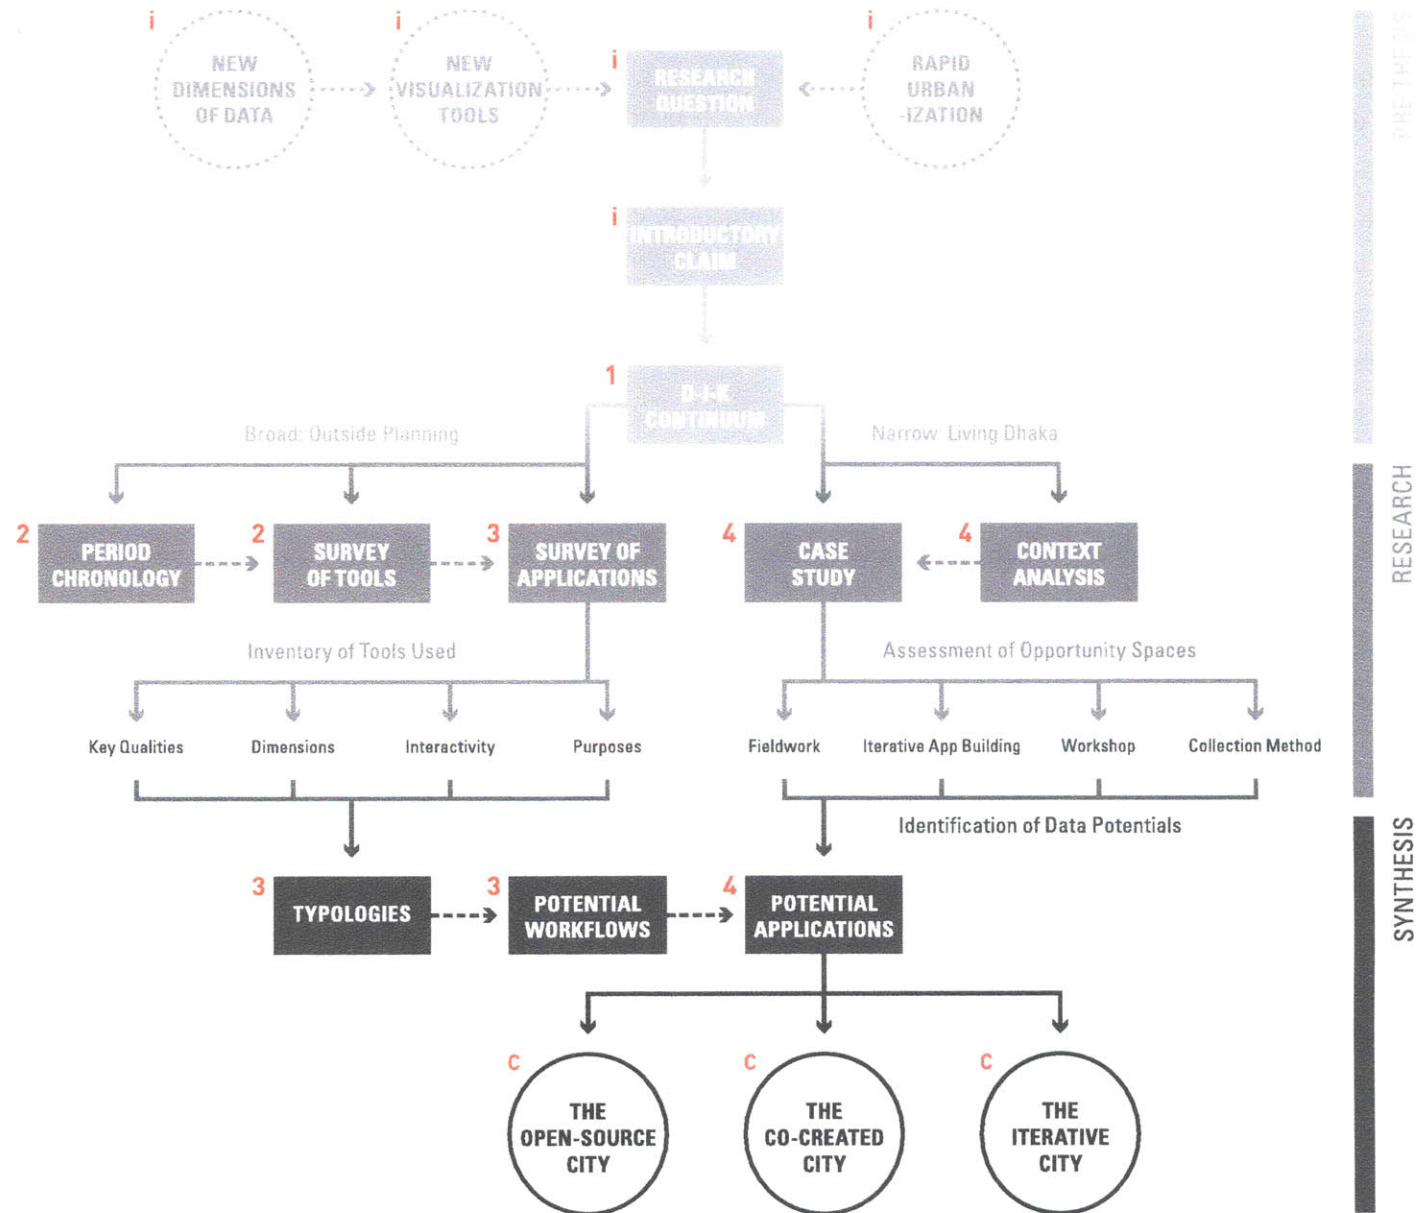 i
NEW
DIMENSIONS
OF DATA
i
NEW
VISUALIZATION
TOOLS
i
RESEARCH
QUESTION
i
RAPID
URBAN
-IZATION
PRE THESIS
i
INTRODUCTORY
CLAIM
1
D-I-K
CONTINUUM
Broad: Outside Planning
Narrow: Living Dhaka
RESEARCH
2
PERIOD
CHRONOLOGY
2
SURVEY
OF TOOLS
3
SURVEY OF
APPLICATIONS
4
CASE
STUDY
4
CONTEXT
ANALYSIS
Inventory of Tools Used
Assessment of Opportunity Spaces
Key Qualities
Dimensions
Interactivity
Purposes
Fieldwork
Iterative App Building
Workshop
Collection Method
Identification of Data Potentials
SYNTHESIS
3
TYPOLOGIES
3
POTENTIAL
WORKFLOWS
4
POTENTIAL
APPLICATIONS
C
THE
OPEN-SOURCE
CITY
C
THE
CO-CREATED
CITY
C
THE
ITERATIVE
CITY